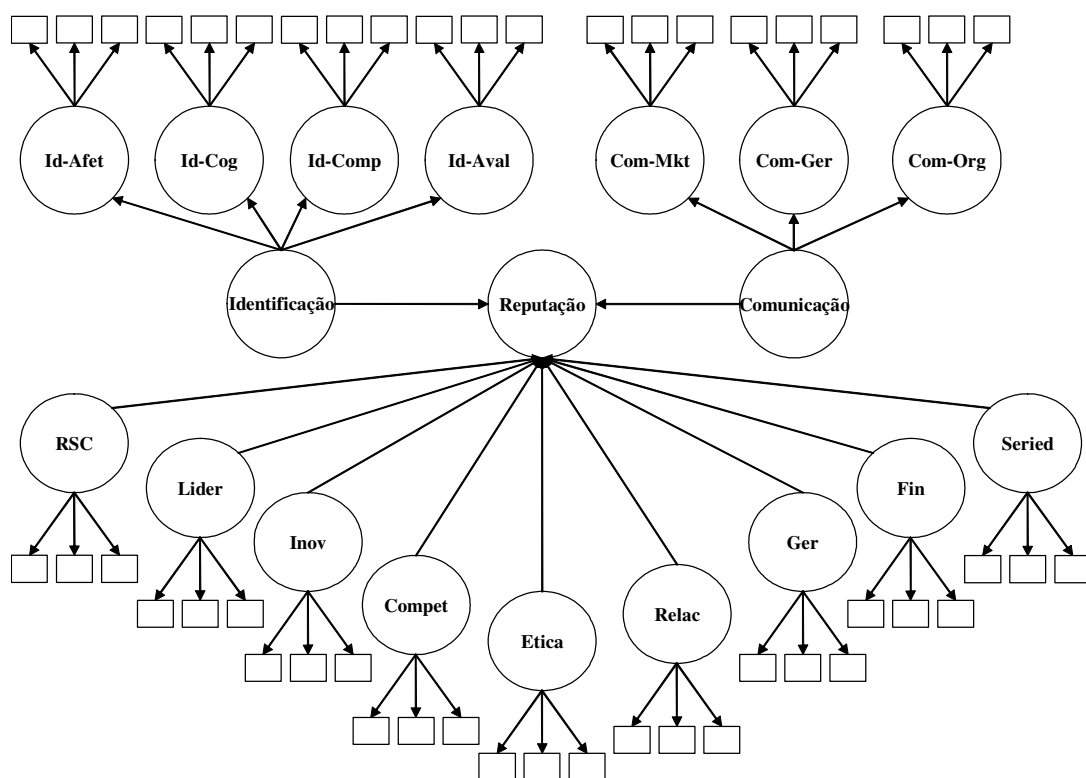 Id-Afet
Id-Cog
Id-Comp
Id-Aval
Com-Mkt
Com-Ger
Com-Org
Identificação
Reputação
Comunicação
RSC
Lider
Inov
Compet
Etica
Relac
Ger
Fin
Seried